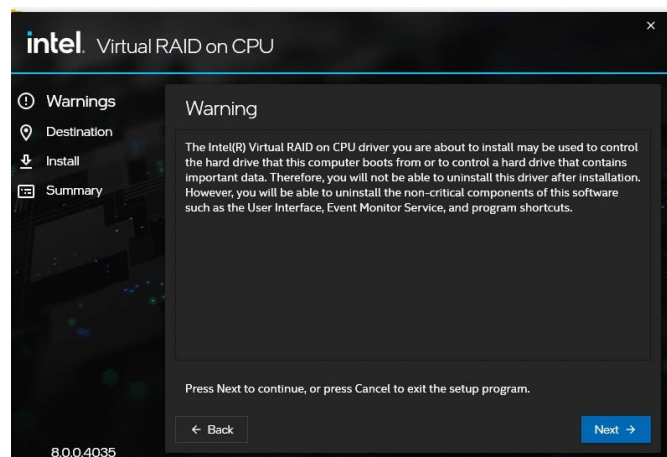 intel. Virtual RAID on CPU
Warnings
Destination
Install
Summary
Warning
The Intel(R) Virtual RAID on CPU driver you are about to install may be used to control
the hard drive that this computer boots from or to control a hard drive that contains
important data. Therefore, you will not be able to uninstall this driver after installation.
However, you will be able to uninstall the non-critical components of this software
such as the User Interface, Event Monitor Service, and program shortcuts.
Press Next to continue, or press Cancel to exit the setup program.
← Back
Next →
8.0.0.4035